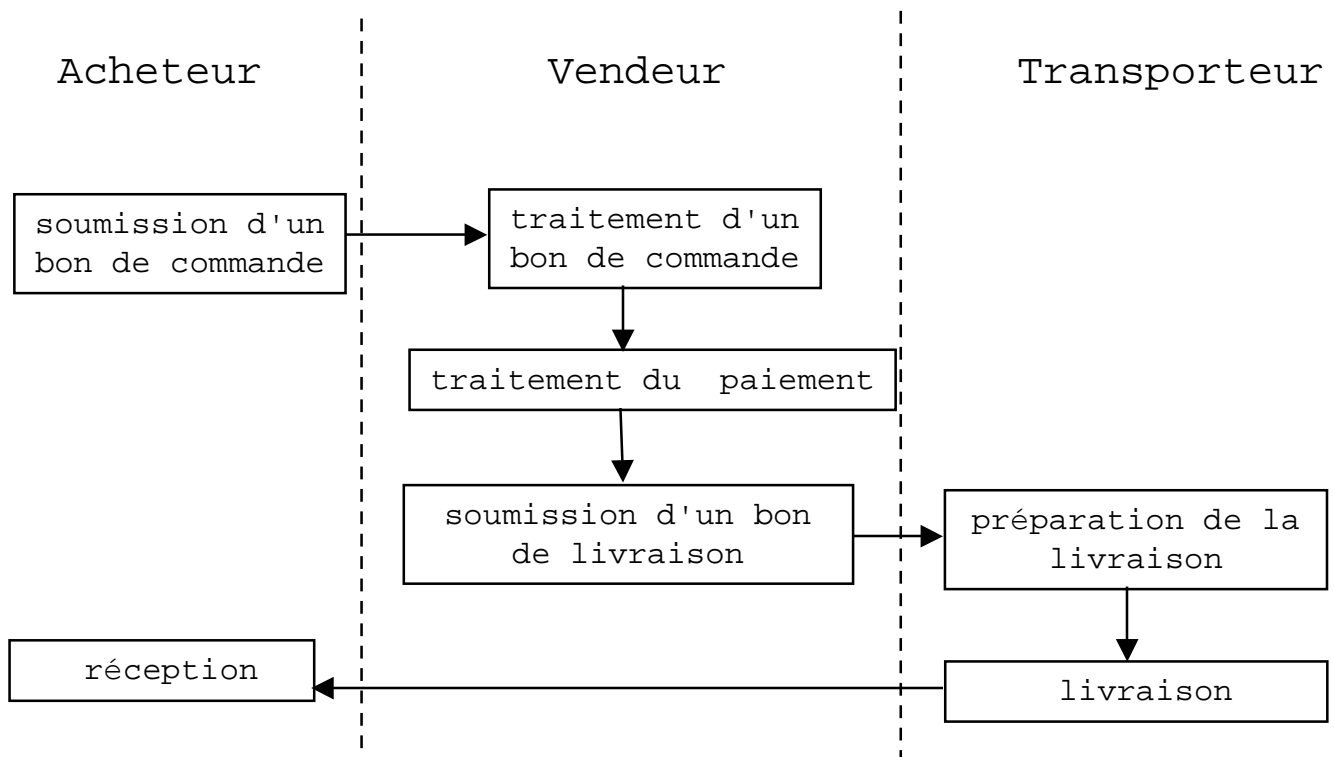 Acheteur
Vendeur
Transporteur
soumission d'un
bon de commande
traitement d'un
bon de commande
traitement du paiement
soumission d'un bon
de livraison
préparation de la
livraison
réception
livraison